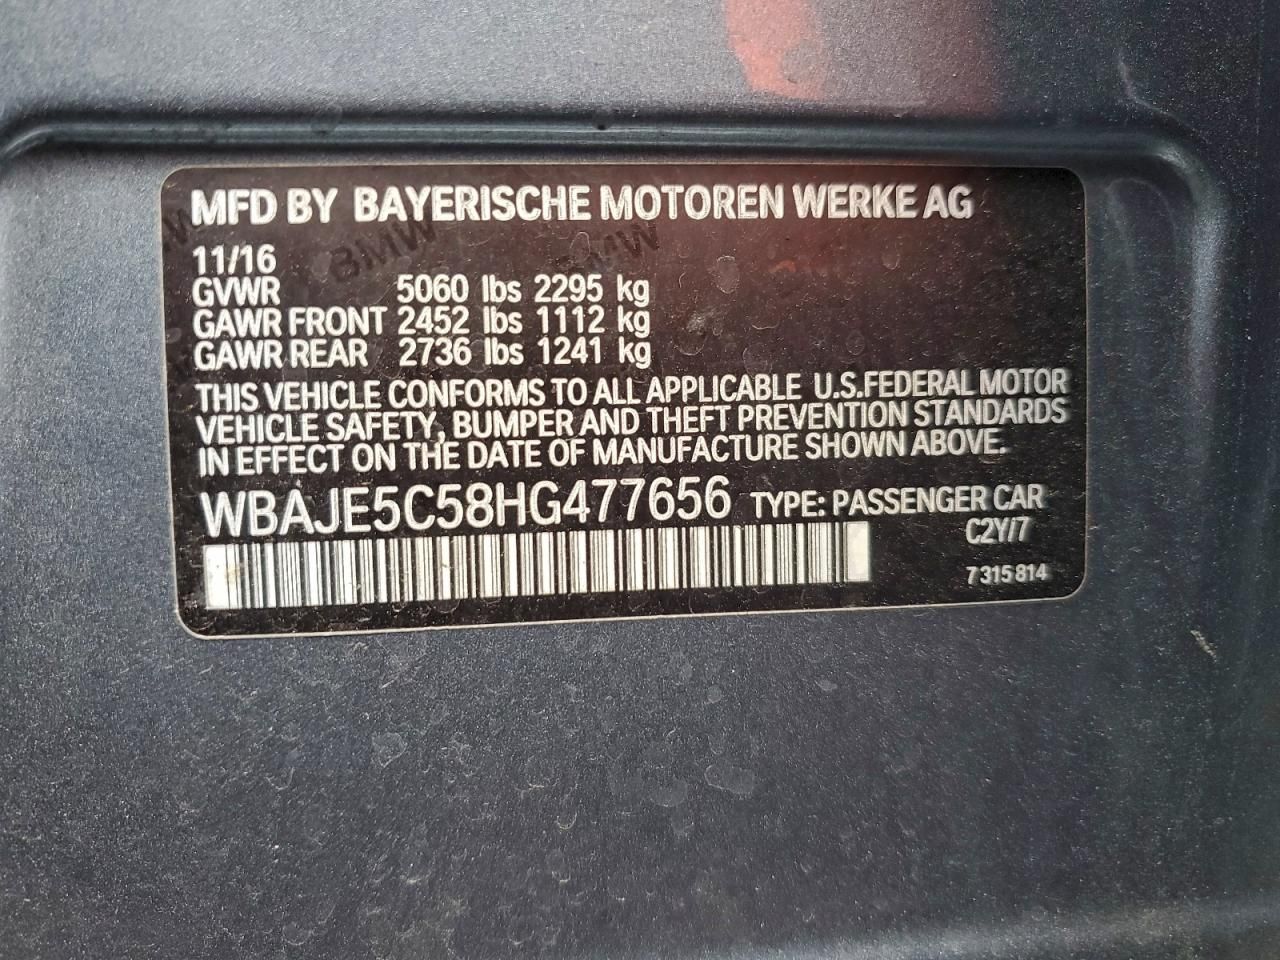 MFD BY BAYERISCHE MOTOREN WERKE AG
11/16
GVWR 5060 lbs 2295 kg
GAWR FRONT 2452 lbs 1112 kg
GAWR REAR 2736 lbs 1241 kg
THIS VEHICLE CONFORMS TO ALL APPLICABLE U.S.FEDERAL MOTOR
VEHICLE SAFETY, BUMPER AND THEFT PREVENTION STANDARDS
IN EFFECT ON THE DATE OF MANUFACTURE SHOWN ABOVE.
WBAJE5C58HG477656 TYPE: PASSENGER CAR
C2Y/7
7 315 814
BMW
BMW